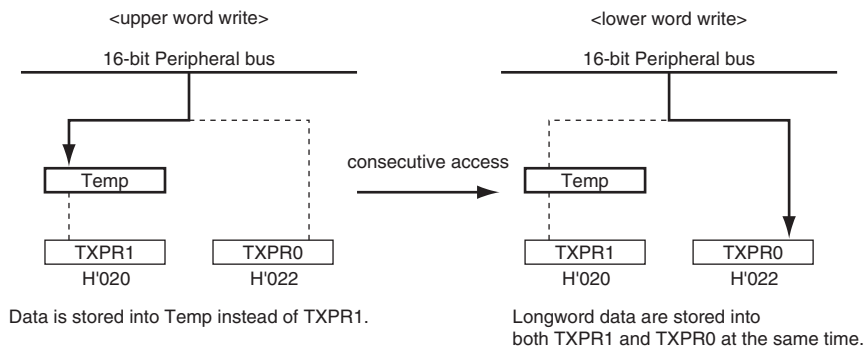 <upper word write>
16-bit Peripheral bus
Temp
TXPR1
H'020
TXPR0
H'022
Data is stored into Temp instead of TXPR1.
consecutive access
<lower word write>
16-bit Peripheral bus
Temp
TXPR1
H'020
TXPR0
H'022
Longword data are stored into
both TXPR1 and TXPR0 at the same time.